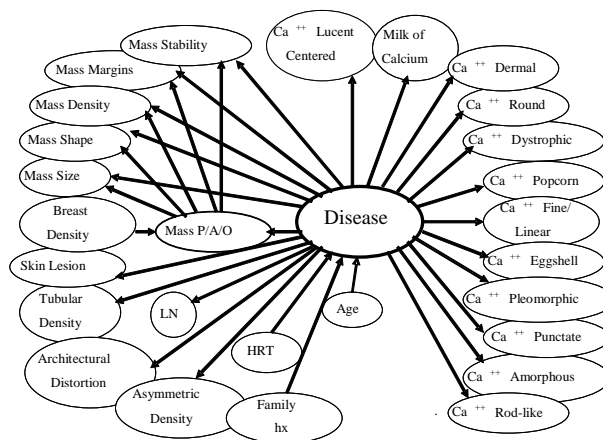 Mass Stability
Mass Margins
Mass Density
Mass Shape
Mass Size
Breast
Density
Mass P/A/O
Skin Lesion
Tubular
Density
LN
Architectural
Distortion
Asymmetric
Density
HRT
Family
hx
Age
Disease
Ca ++ Lucent
Centered
Milk of
Calcium
Ca ++ Dermal
Ca ++ Round
Ca ++ Dystrophic
Ca ++ Popcorn
Ca ++ Fine/
Linear
Ca ++ Eggshell
Ca ++ Pleomorphic
Ca ++ Punctate
Ca ++ Amorphous
Ca ++ Rod-like